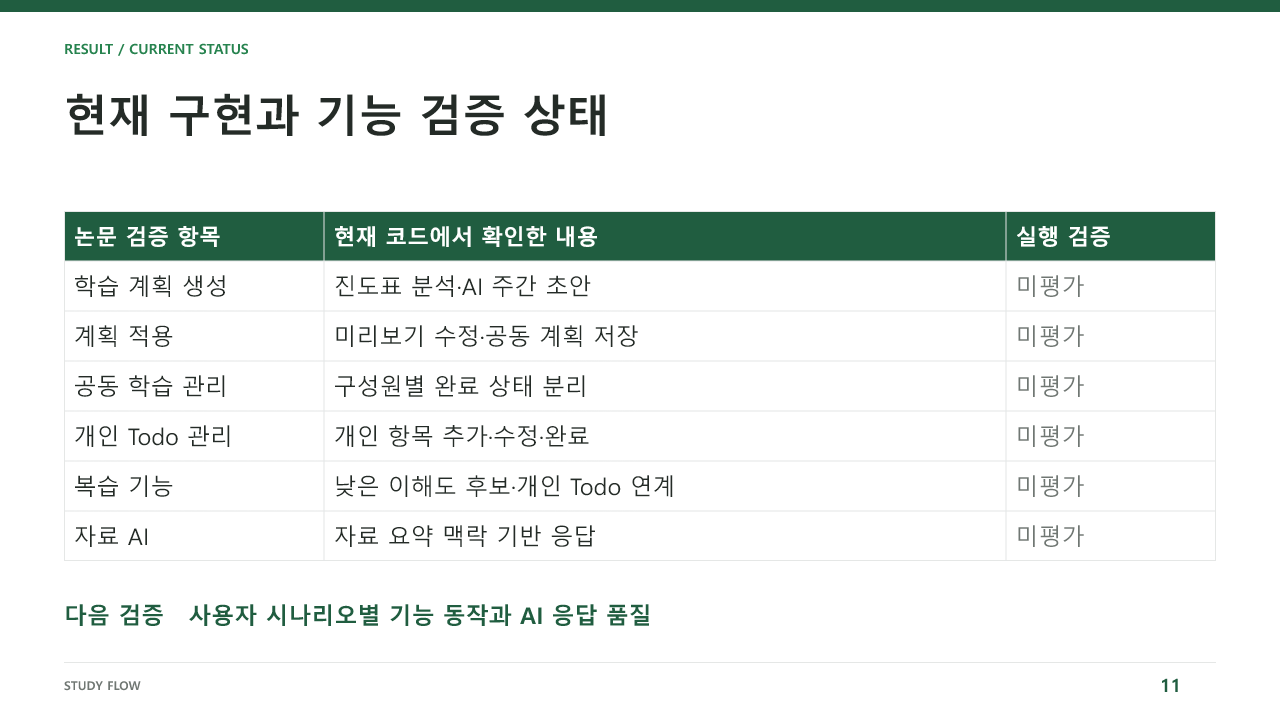 RESULT / CURRENT STATUS
현재 구현과 기능 검증 상태
논문 검증 항목 현재 코드에서 확인한 내용 실행 검증
학습 계획 생성 진도표 분석·AI 주간 초안 미평가
계획 적용 미리보기 수정·공동 계획 저장 미평가
공동 학습 관리 구성원별 완료 상태 분리 미평가
개인 Todo 관리 개인 항목 추가·수정·완료 미평가
복습 기능 낮은 이해도 후보·개인 Todo 연계 미평가
자료 AI 자료 요약 맥락 기반 응답 미평가
다음 검증 사용자 시나리오별 기능 동작과 AI 응답 품질
STUDY FLOW 11